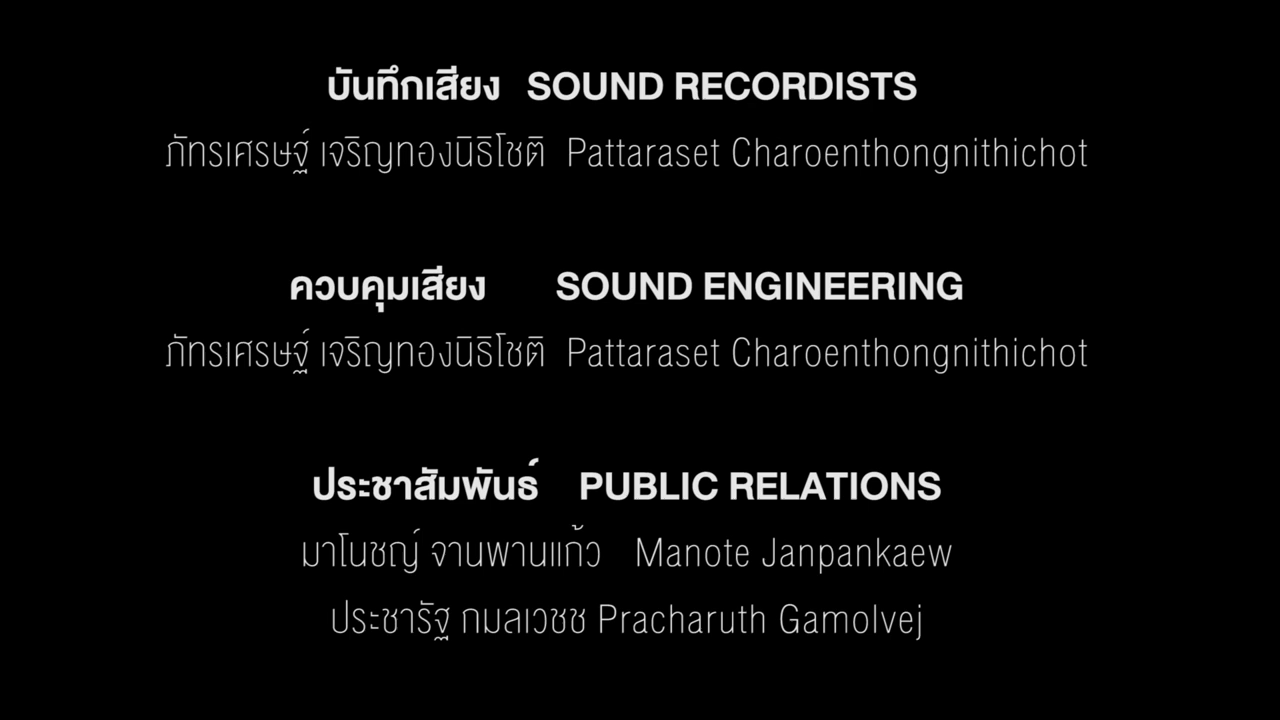 บันทึกเสียง SOUND RECORDISTS
ภัทรเศรษฐ์ เจริญทองนิธิโชติ Pattaraset Charoenthongnithichot
ควบคุมเสียง SOUND ENGINEERING
ภัทรเศรษฐ์ เจริญทองนิธิโชติ Pattaraset Charoenthongnithichot
ประชาสัมพันธ์ PUBLIC RELATIONS
มาโนชญ์ จานพานแก้ว Manote Janpankaew
ประชารัฐ กมลเวชช Pracharuth Gamolvej